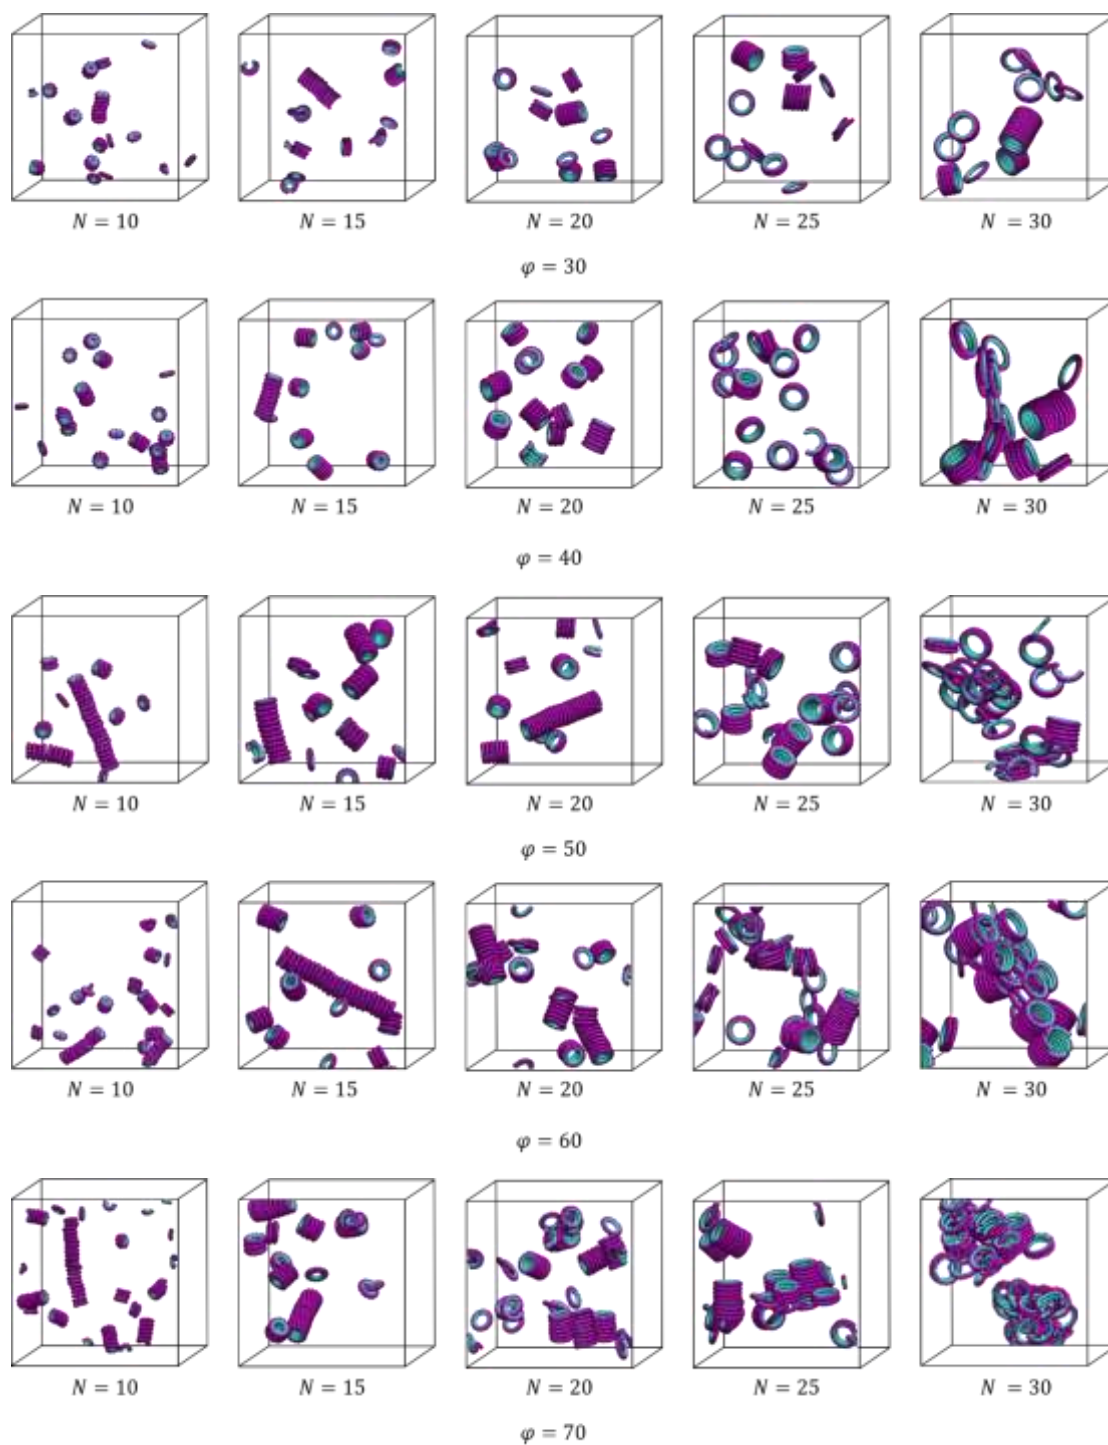 N = 10 N = 15 N = 20 N = 25 N = 30
φ = 30
N = 10 N = 15 N = 20 N = 25 N = 30
φ = 40
N = 10 N = 15 N = 20 N = 25 N = 30
φ = 50
N = 10 N = 15 N = 20 N = 25 N = 30
φ = 60
N = 10 N = 15 N = 20 N = 25 N = 30
φ = 70